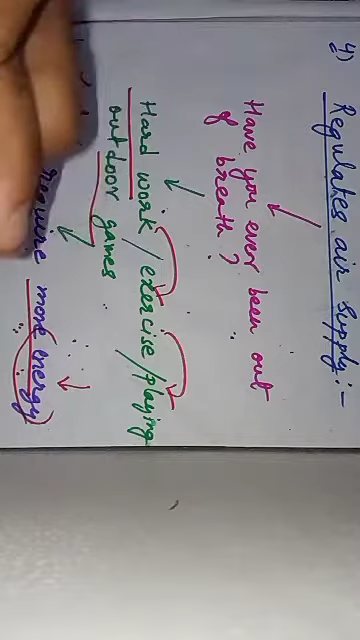 4) Regulates air supply :-
Have you ever been out
of breath ?
Hard work / exercise / playing
outdoor games
require more energy)